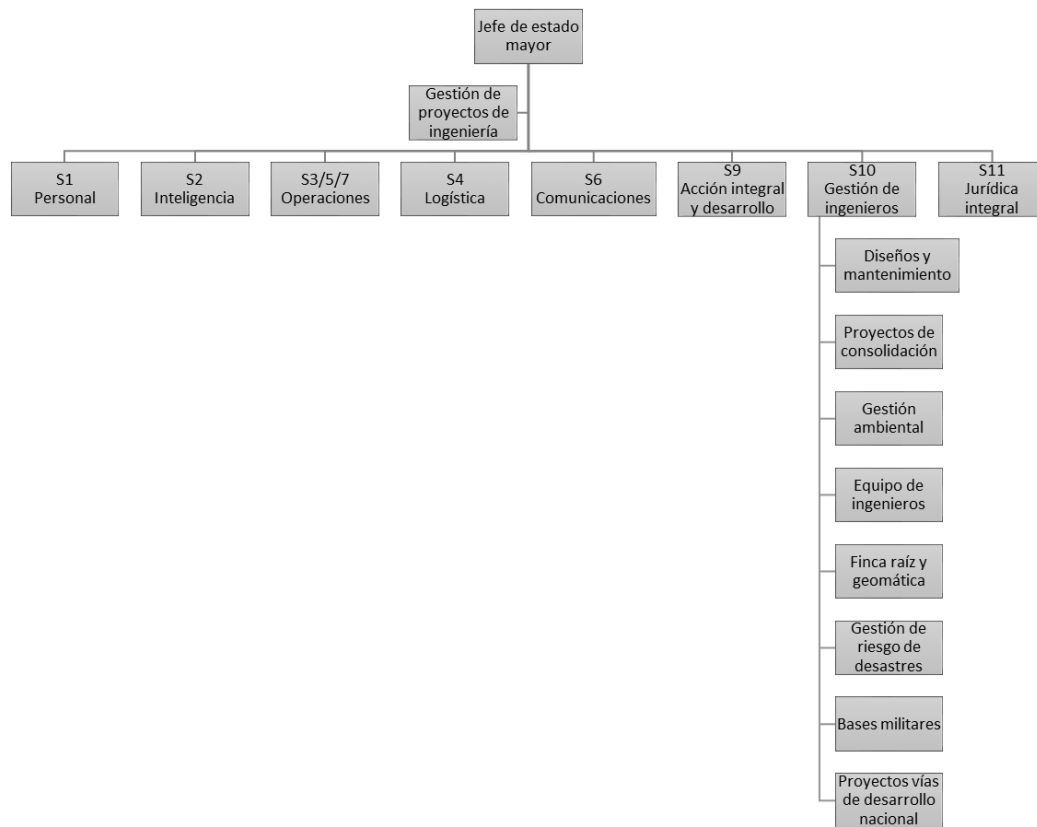 Jefe de estado
mayor
Gestión de
proyectos de
ingeniería
S1
Personal
S2
Inteligencia
S3/5/7
Operaciones
S4
Logística
S6
Comunicaciones
S9
Acción integral
y desarrollo
S10
Gestión de
ingenieros
S11
Jurídica
integral
Diseños y
mantenimiento
Proyectos de
consolidación
Gestión
ambiental
Equipo de
ingenieros
Finca raíz y
geomática
Gestión de
riesgo de
desastres
Bases militares
Proyectos vías
de desarrollo
nacional